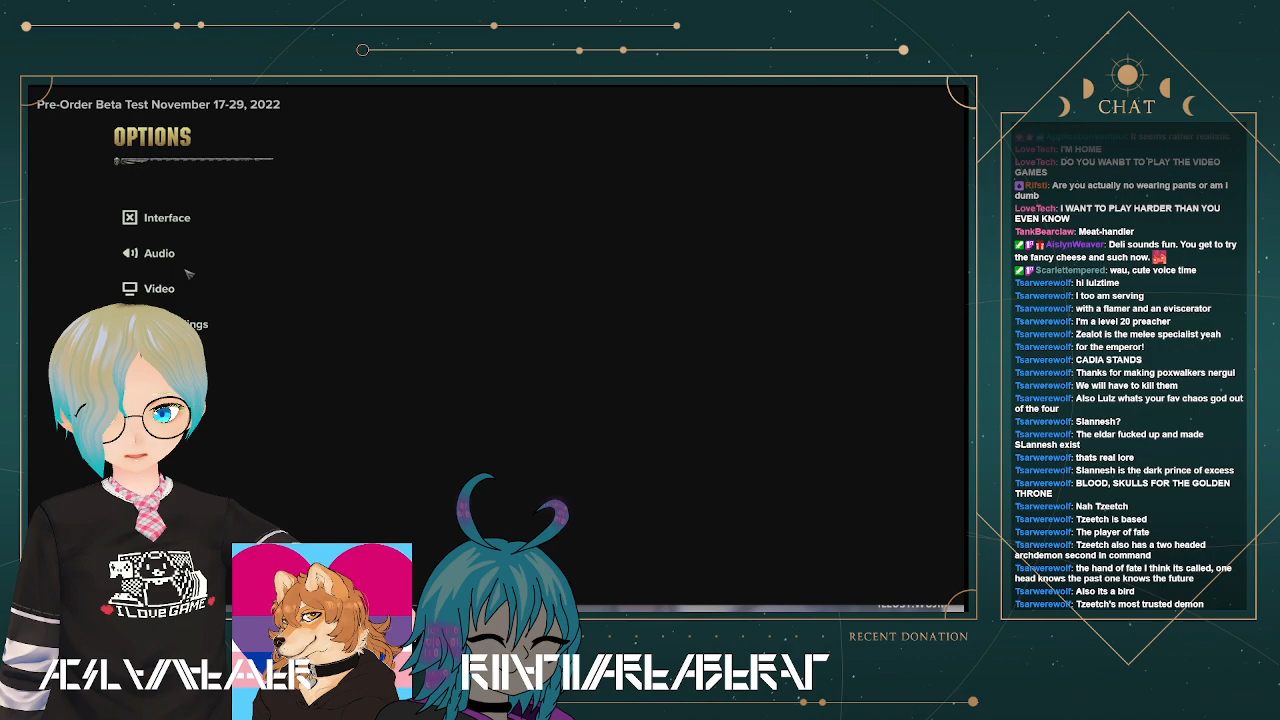 Pre-Order Beta Test November 17-29, 2022
OPTIONS
Interface
Audio
Video
ngs
I LOVE GAME
RECENT DONATION
CHAT
It seems rather realistic
LoveTech: I'M HOME
LoveTech: DO YOU WANBT TO PLAY THE VIDEO
GAMES
Rifsti: Are you actually no wearing pants or am I
dumb
LoveTech: I WANT TO PLAY HARDER THAN YOU
EVEN KNOW
TankBearclaw: Meat-handler
AislynWeaver: Deli sounds fun. You get to try
the fancy cheese and such now.
Scarlettempered: wau, cute voice time
Tsarwerewolf: hi lulztime
Tsarwerewolf: I too am serving
Tsarwerewolf: with a flamer and an eviscerator
Tsarwerewolf: I'm a level 20 preacher
Tsarwerewolf: Zealot is the melee specialist yeah
Tsarwerewolf: for the emperor!
Tsarwerewolf: CADIA STANDS
Tsarwerewolf: Thanks for making poxwalkers nergul
Tsarwerewolf: We will have to kill them
Tsarwerewolf: Also Lulz whats your fav chaos god out
of the four
Tsarwerewolf: Slannesh?
Tsarwerewolf: The eldar fucked up and made
SLannesh exist
Tsarwerewolf: thats real lore
Tsarwerewolf: Slannesh is the dark prince of excess
Tsarwerewolf: BLOOD, SKULLS FOR THE GOLDEN
THRONE
Tsarwerewolf: Nah Tzeetch
Tsarwerewolf: Tzeetch is based
Tsarwerewolf: The player of fate
Tsarwerewolf: Tzeetch also has a two headed
archdemon second in command
Tsarwerewolf: the hand of fate I think its called, one
head knows the past one knows the future
Tsarwerewolf: Also its a bird
Tsarwerewolf: Tzeetch's most trusted demon